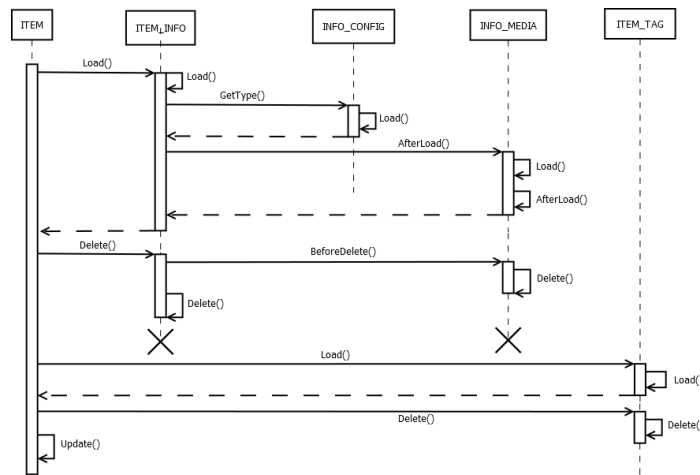 ITEM
ITEM_INFO
INFO_CONFIG
INFO_MEDIA
ITEM_TAG
Load()
Load()
GetType()
Load()
AfterLoad()
Load()
AfterLoad()
Delete()
BeforeDelete()
Delete()
Delete()
Load()
Load()
Delete()
Delete()
Update()